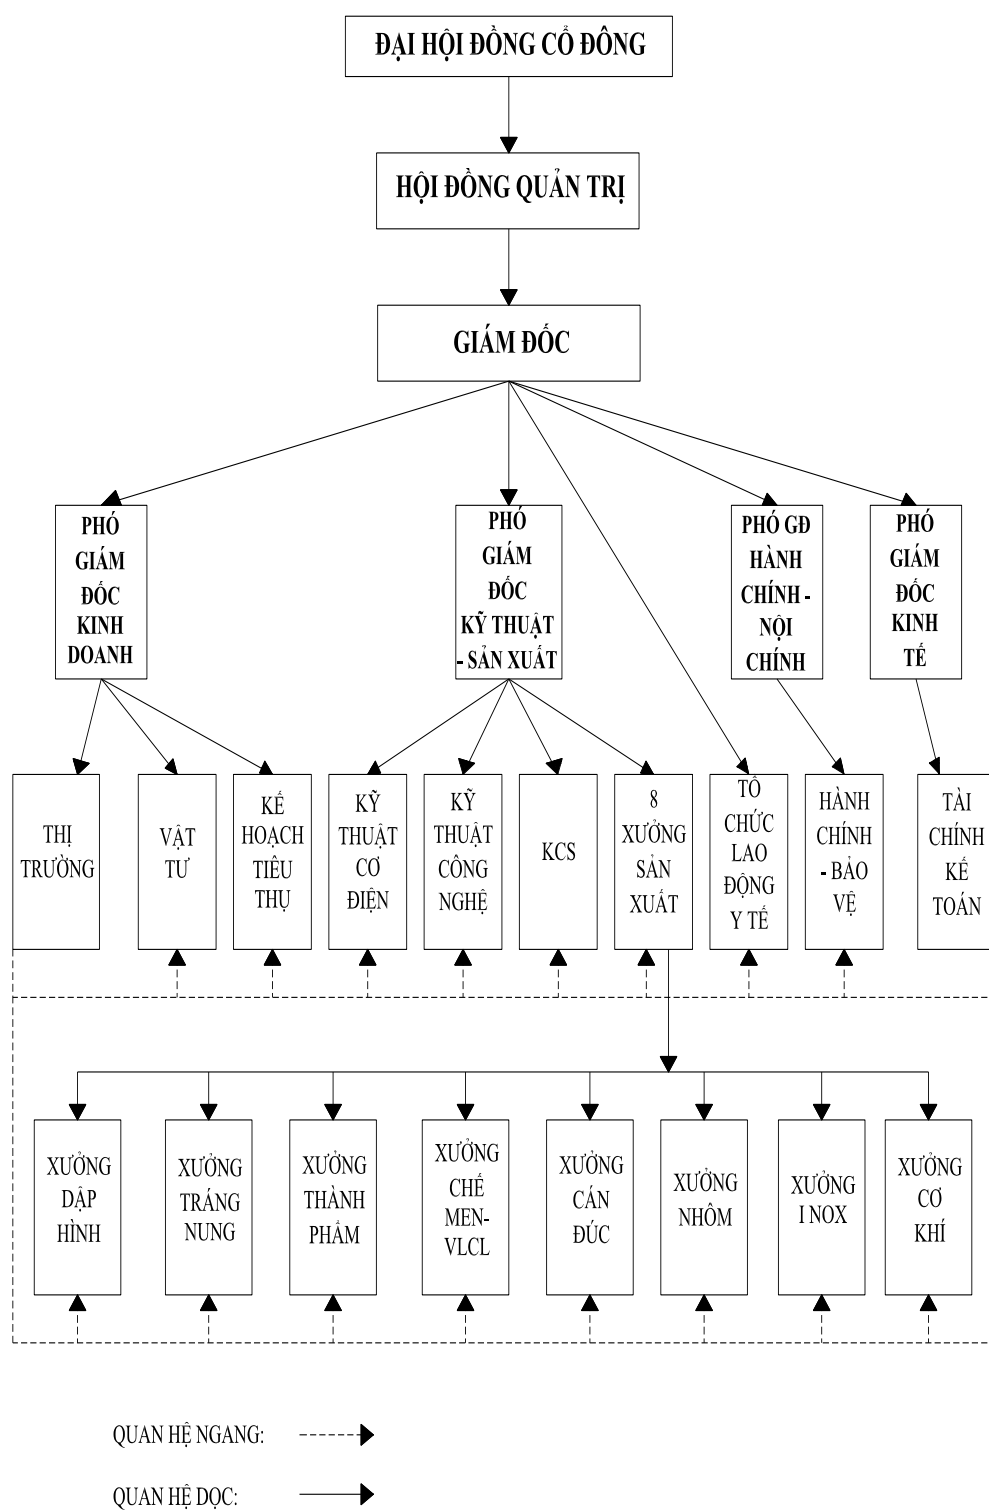 ĐẠI HỘI ĐỒNG CỔ ĐÔNG
HỘI ĐỒNG QUẢN TRỊ
GIÁM ĐỐC
PHÓ
GIÁM
ĐỐC
KINH
DOANH
PHÓ
GIÁM
ĐỐC
KỸ THUẬT
- SẢN XUẤT
PHÓ GĐ
HÀNH
CHÍNH -
NỘI
CHÍNH
PHÓ
GIÁM
ĐỐC
KINH
TẾ
THỊ
TRƯỜNG
VẬT
TƯ
KẾ
HOẠCH
TIÊU
THỤ
KỸ
THUẬT
CƠ
ĐIỆN
KỸ
THUẬT
CÔNG
NGHỆ
KCS
8
XƯỞNG
SẢN
XUẤT
TỔ
CHỨC
LAO
ĐỘNG
Y TẾ
HÀNH
CHÍNH
- BẢO
VỆ
TÀI
CHÍNH
KẾ
TOÁN
XƯỞNG
DẬP
HÌNH
XƯỞNG
TRÁNG
NUNG
XƯỞNG
THÀNH
PHẨM
XƯỞNG
CHẾ
MEN-
VLCL
XƯỞNG
CÁN
ĐÚC
XƯỞNG
NHÔM
XƯỞNG
I NOX
XƯỞNG
CƠ
KHÍ
QUAN HỆ NGANG:
QUAN HỆ DỌC: